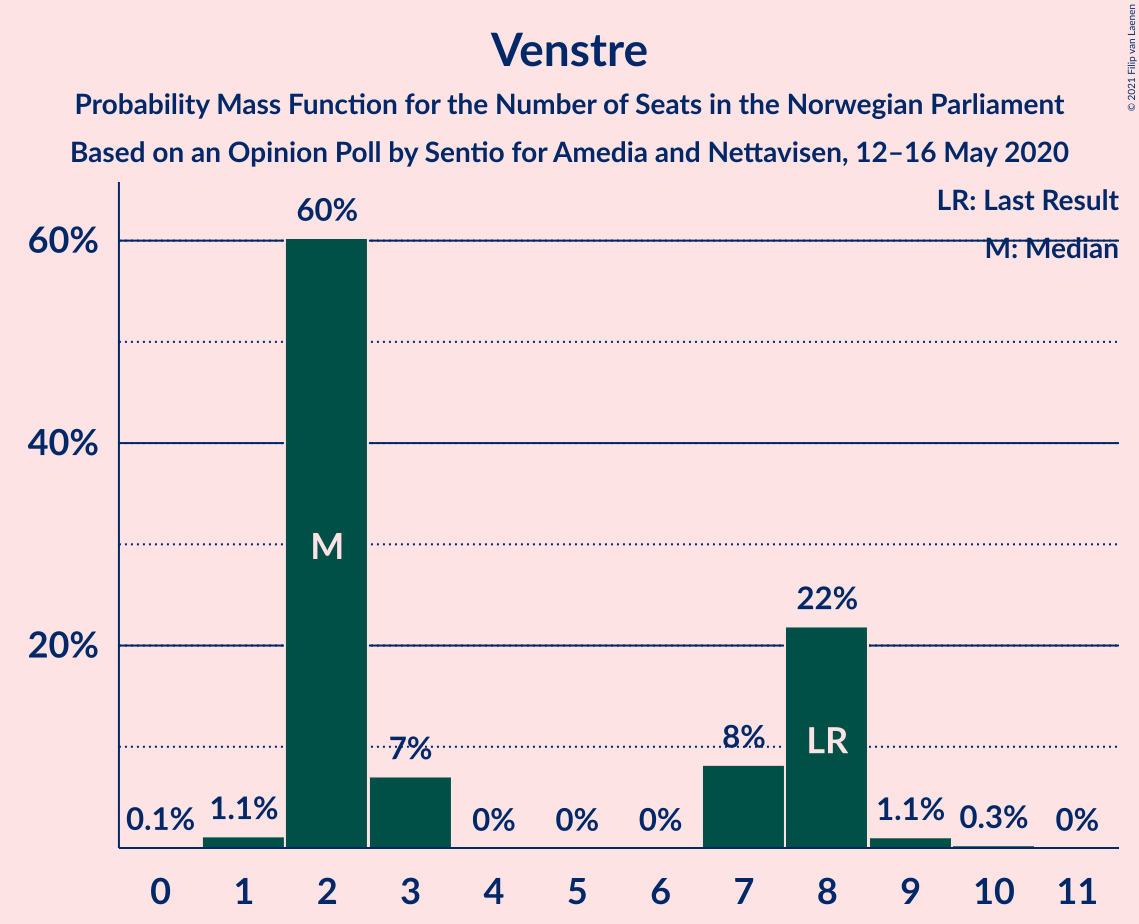 Venstre
Probability Mass Function for the Number of Seats in the Norwegian Parliament
Based on an Opinion Poll by Sentio for Amedia and Nettavisen, 12–16 May 2020
© 2021 Filip van Laenen
LR: Last Result
M: Median
60%
40%
20%
0.1%
1.1%
60%
7%
0%
0%
0%
8%
22%
1.1%
0.3%
0%
M
LR
0 1 2 3 4 5 6 7 8 9 10 11